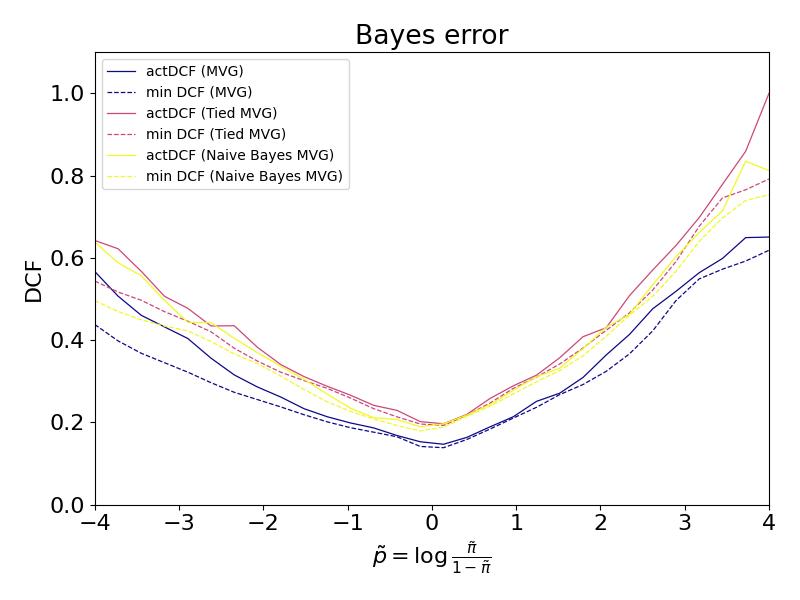 Bayes error
actDCF (MVG)
min DCF (MVG)
actDCF (Tied MVG)
min DCF (Tied MVG)
actDCF (Naive Bayes MVG)
min DCF (Naive Bayes MVG)
DCF
1.0
0.8
0.6
0.4
0.2
0.0
−4 −3 −2 −1 0 1 2 3 4
p̃ = log π̃ / 1 − π̃